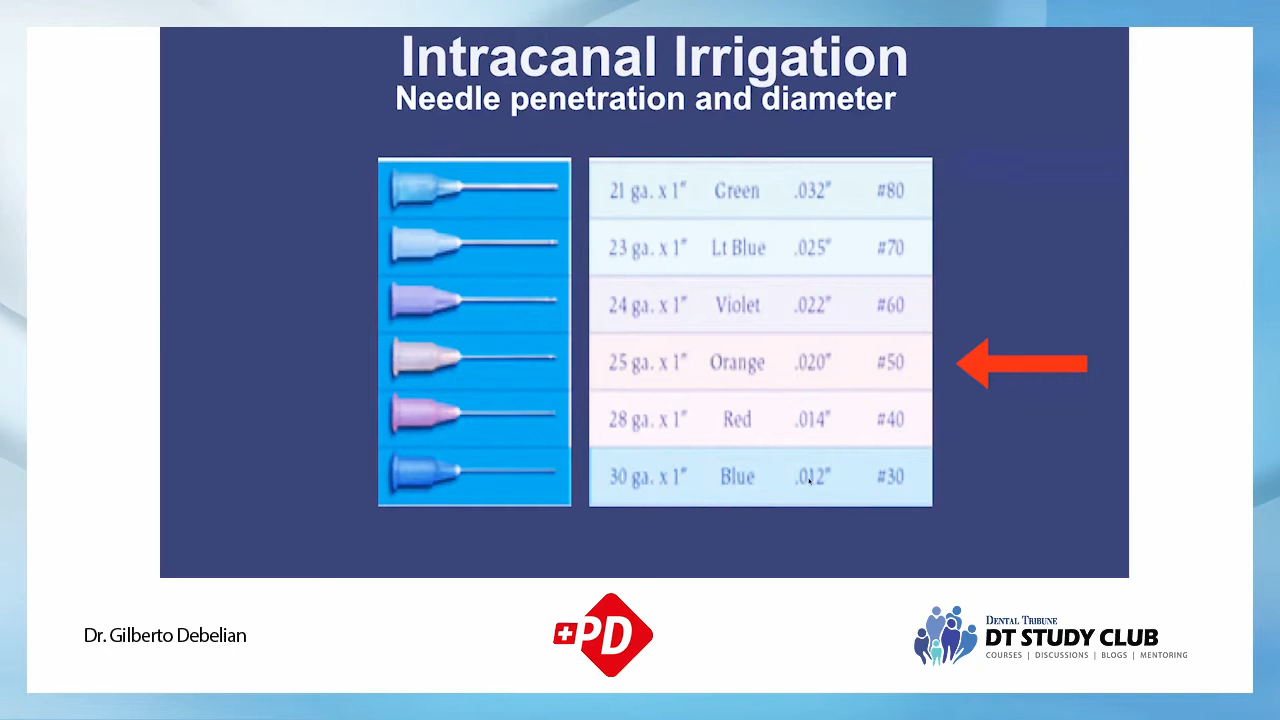 Intracanal Irrigation
Needle penetration and diameter
21 ga. x 1" Green .032" #80
23 ga. x 1" Lt Blue .025" #70
24 ga. x 1" Violet .022" #60
25 ga. x 1" Orange .020" #50
28 ga. x 1" Red .014" #40
30 ga. x 1" Blue .012" #30
Dr. Gilberto Debelian
PD
DENTAL TRIBUNE
DT STUDY CLUB
COURSES | DISCUSSIONS | BLOGS | MENTORING